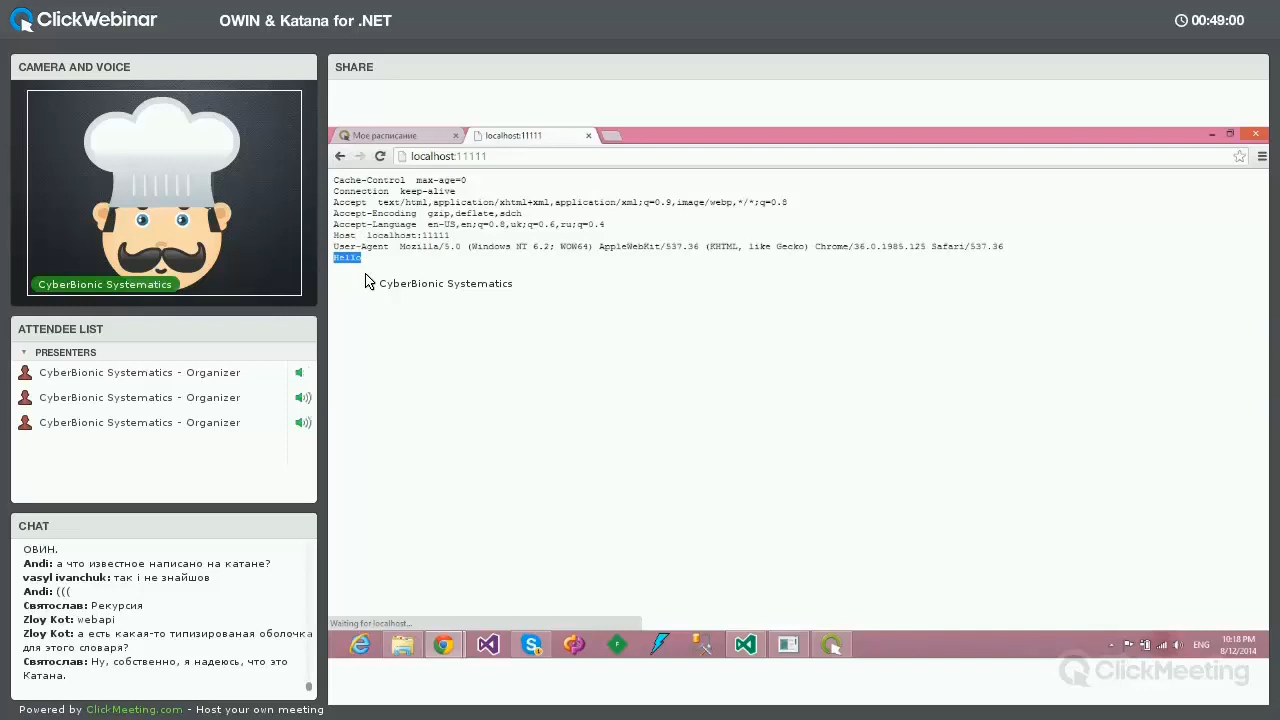 ClickWebinar
OWIN & Katana for .NET
00:49:00
CAMERA AND VOICE
CyberBionic Systematics
SHARE
Мое расписание
localhost:11111
localhost:11111
Cache-Control max-age=0
Connection keep-alive
Accept text/html,application/xhtml+xml,application/xml;q=0.9,image/webp,*/*;q=0.8
Accept-Encoding gzip,deflate,sdch
Accept-Language en-US,en;q=0.8,uk;q=0.6,ru;q=0.4
Host localhost:11111
User-Agent Mozilla/5.0 (Windows NT 6.2; WOW64) AppleWebKit/537.36 (KHTML, like Gecko) Chrome/36.0.1985.125 Safari/537.36
Hello
CyberBionic Systematics
ATTENDEE LIST
PRESENTERS
CyberBionic Systematics - Organizer
CyberBionic Systematics - Organizer
CyberBionic Systematics - Organizer
CHAT
ОВИН.
Andi: а что известное написано на катане?
vasyl ivanchuk: так і не знайшов
Andi: (((
Святослав: Рекурсия
Zloy Kot: webapi
Zloy Kot: а есть какая-то типизированая оболочка
для этого словаря?
Святослав: Ну, собственно, я надеюсь, что это
Катана.
Waiting for localhost...
ENG
10:18 PM
8/12/2014
ClickMeeting
Powered by ClickMeeting.com - Host your own meeting